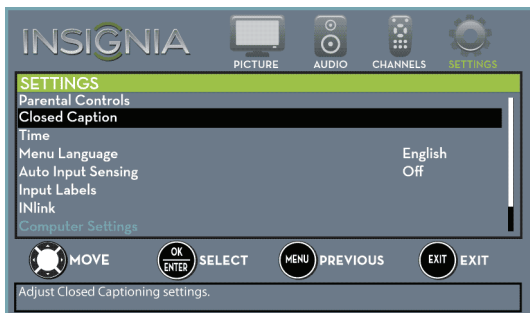 INSIGNIA
PICTURE AUDIO CHANNELS SETTINGS
SETTINGS
Parental Controls
Closed Caption
Time
Menu Language English
Auto Input Sensing Off
Input Labels
INlink
Computer Settings
MOVE OK ENTER SELECT MENU PREVIOUS EXIT EXIT
Adjust Closed Captioning settings.